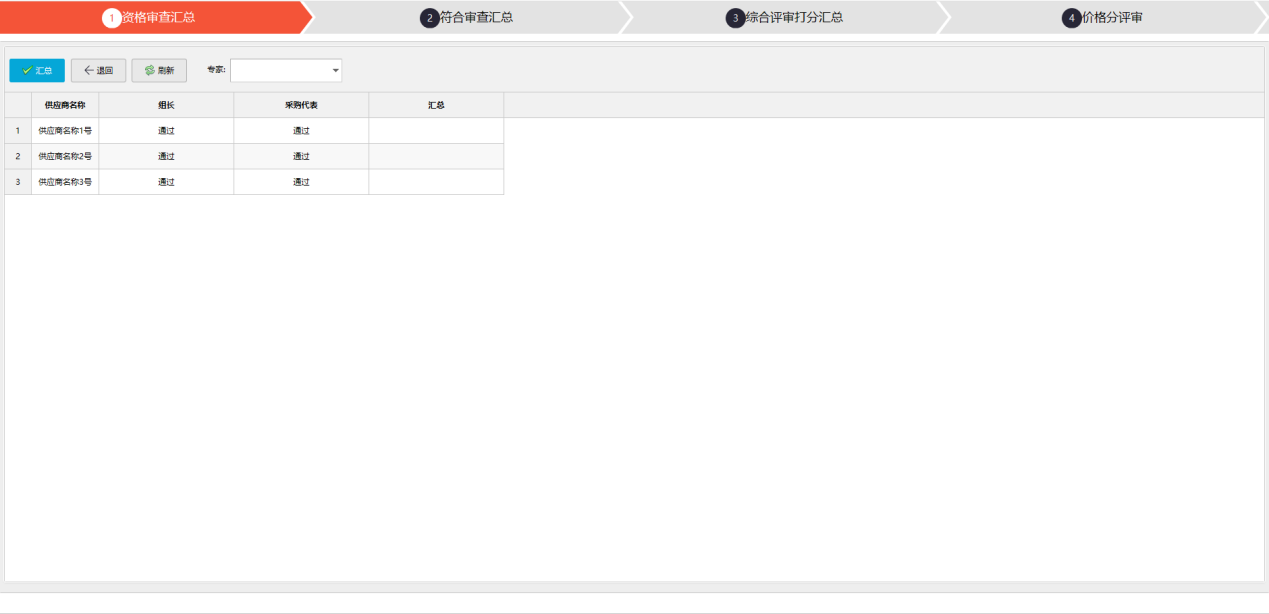 1 资格审查汇总 2 符合审查汇总 3 综合评审打分汇总 4 价格分评审
汇总 退回 刷新 专家:
供应商名称 组长 采购代表 汇总
1 供应商名称1号 通过 通过
2 供应商名称2号 通过 通过
3 供应商名称3号 通过 通过